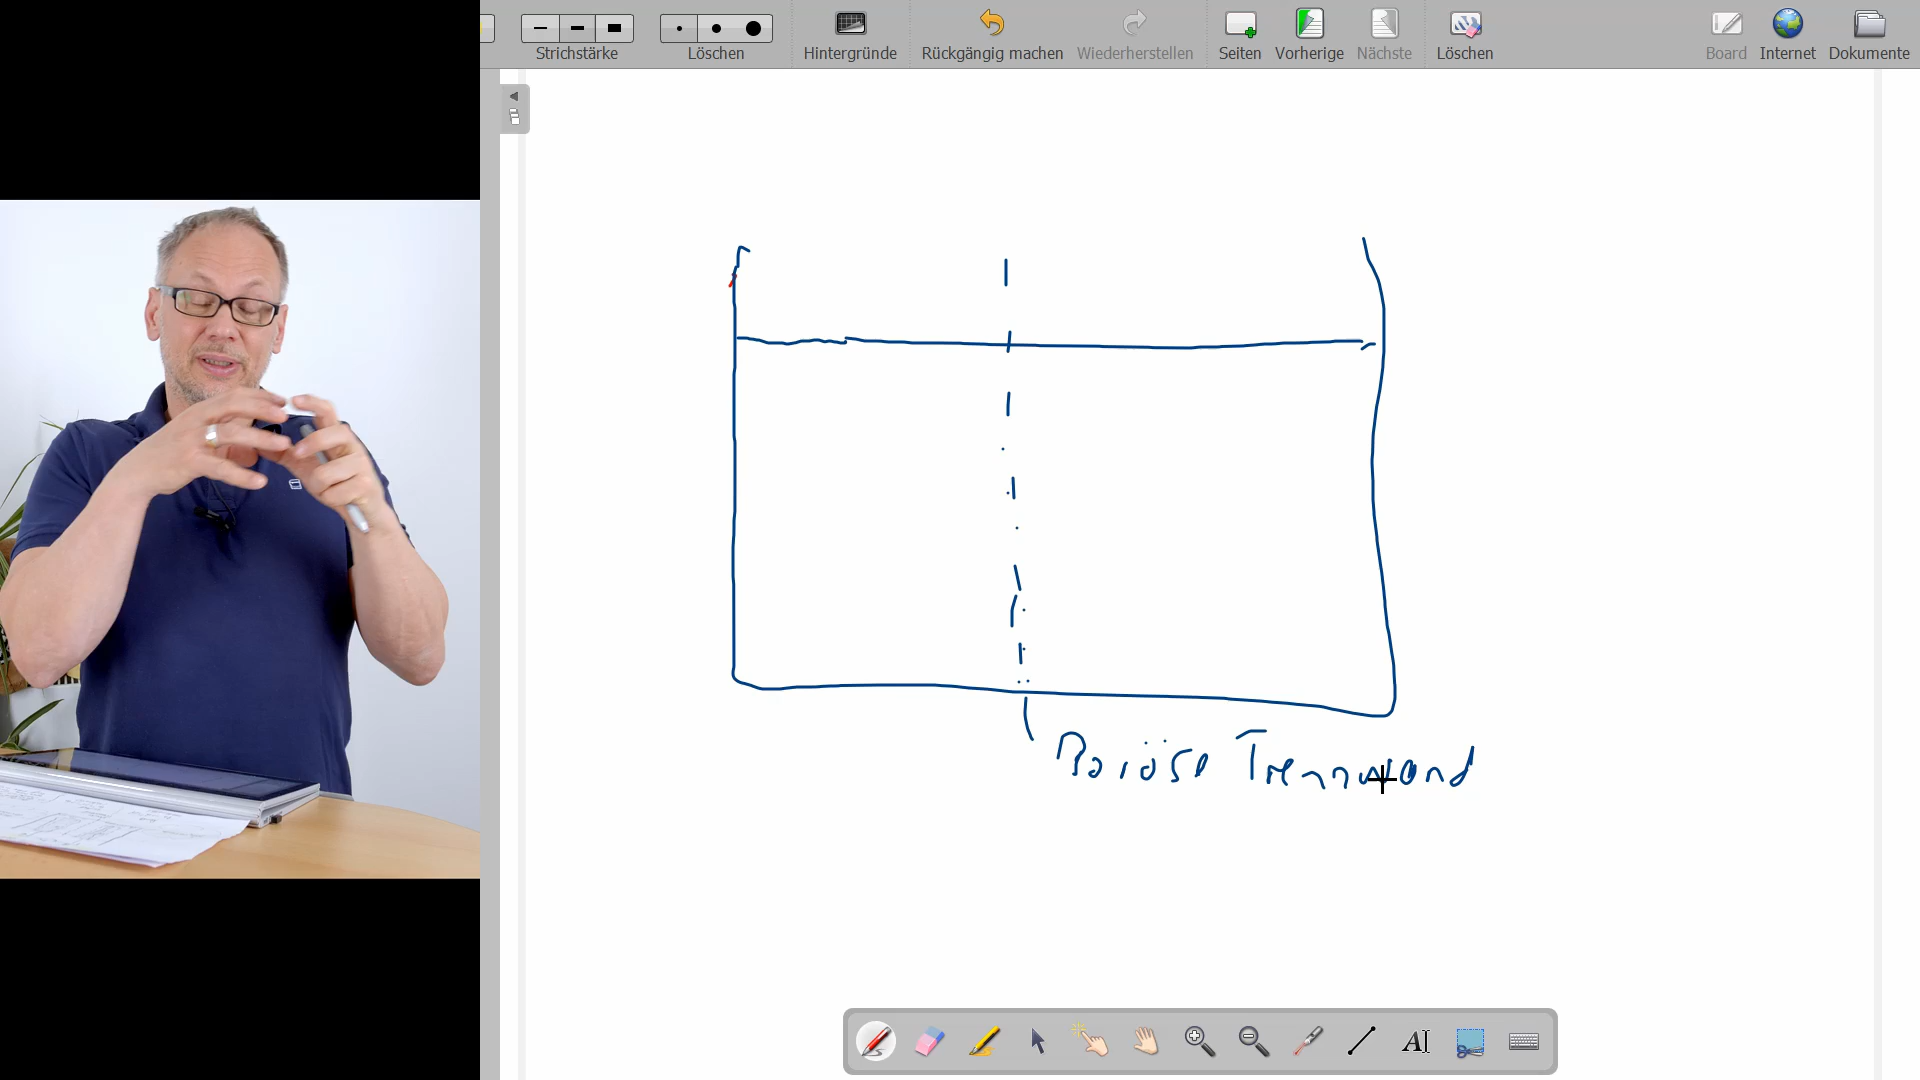 Strichstärke
Löschen
Hintergründe
Rückgängig machen
Wiederherstellen
Seiten
Vorherige
Nächste
Löschen
Board
Internet
Dokumente
Poröse Trennwand